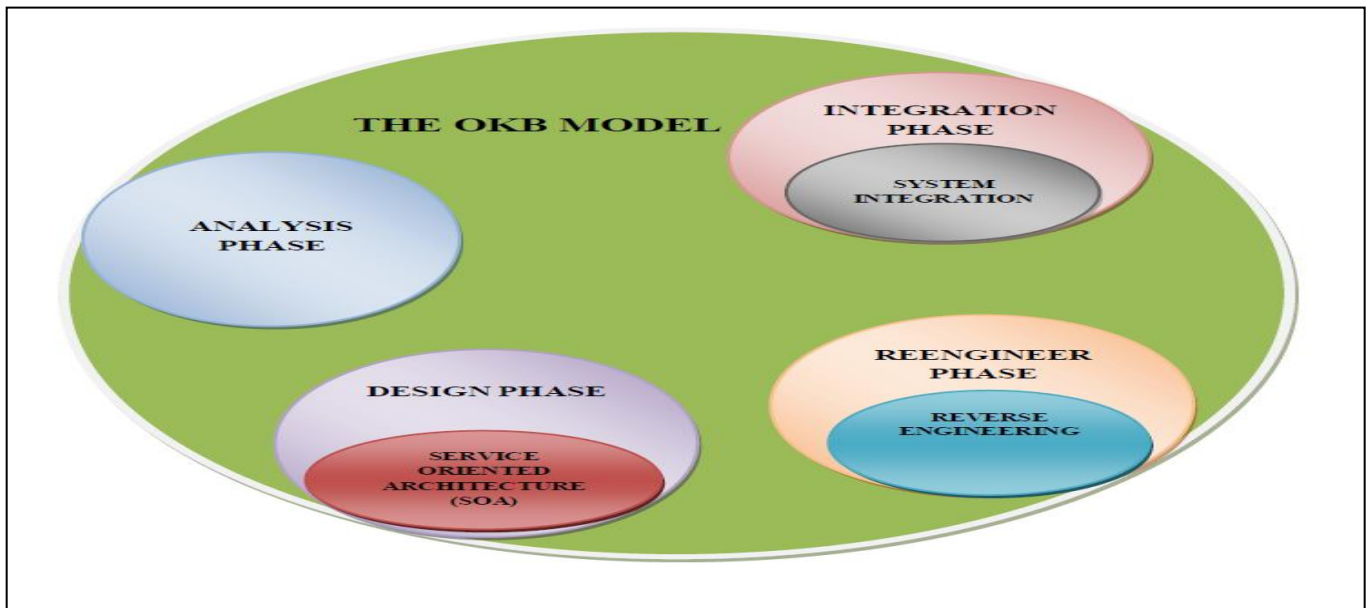 THE OKB MODEL
ANALYSIS
PHASE
DESIGN PHASE
SERVICE
ORIENTED
ARCHITECTURE
(SOA)
INTEGRATION
PHASE
SYSTEM
INTEGRATION
REENGINEER
PHASE
REVERSE
ENGINEERING